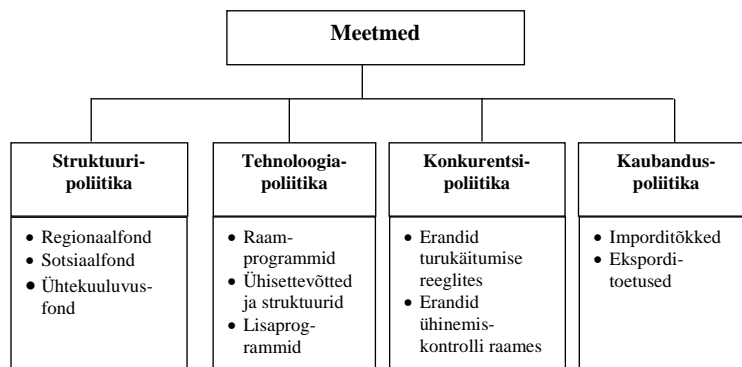 Meetmed
Struktuuri-
poliitika
• Regionaalfond
• Sotsiaalfond
• Ühtekuuluvus-
fond
Tehnoloogia-
poliitika
• Raam-
programmid
• Ühisettevõtted
ja struktuurid
• Lisaprog-
rammid
Konkurentsi-
poliitika
• Erandid
turukäitumise
reeglites
• Erandid
ühinemis-
kontrolli raames
Kaubandus-
poliitika
• Imporditõkked
• Ekspordi-
toetused